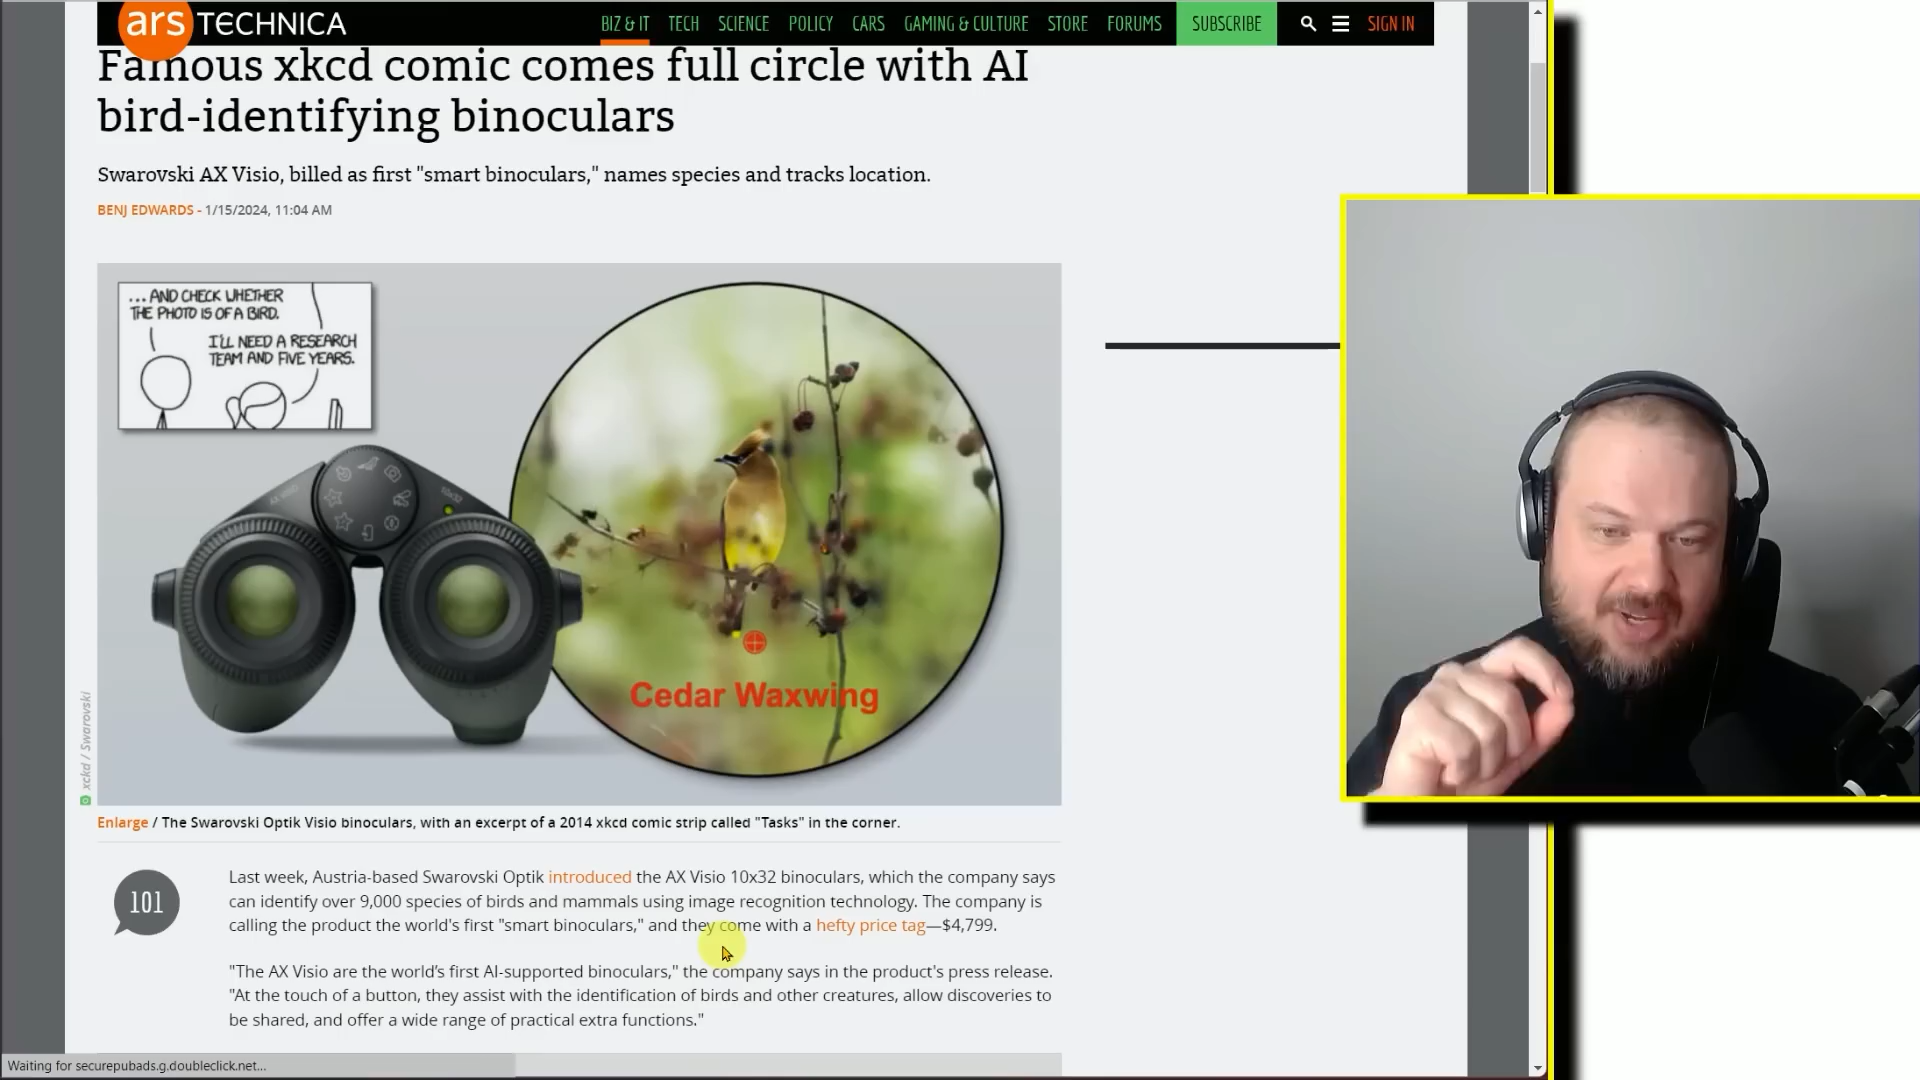 ars TECHNICA
BIZ & IT TECH SCIENCE POLICY CARS GAMING & CULTURE STORE FORUMS SUBSCRIBE SIGN IN
Famous xkcd comic comes full circle with AI
bird-identifying binoculars
Swarovski AX Visio, billed as first "smart binoculars," names species and tracks location.
BENJ EDWARDS - 1/15/2024, 11:04 AM
...AND CHECK WHETHER
THE PHOTO IS OF A BIRD.
I'LL NEED A RESEARCH
TEAM AND FIVE YEARS.
Cedar Waxwing
xckd / Swarovski
Enlarge / The Swarovski Optik Visio binoculars, with an excerpt of a 2014 xkcd comic strip called "Tasks" in the corner.
101
Last week, Austria-based Swarovski Optik introduced the AX Visio 10x32 binoculars, which the company says
can identify over 9,000 species of birds and mammals using image recognition technology. The company is
calling the product the world's first "smart binoculars," and they come with a hefty price tag—$4,799.
"The AX Visio are the world's first AI-supported binoculars," the company says in the product's press release.
"At the touch of a button, they assist with the identification of birds and other creatures, allow discoveries to
be shared, and offer a wide range of practical extra functions."
Waiting for securepubads.g.doubleclick.net...